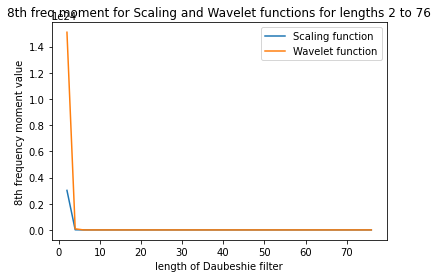 8th freq moment for Scaling and Wavelet functions for lengths 2 to 76
1e24
Scaling function
Wavelet function
8th frequency moment value
1.4
1.2
1.0
0.8
0.6
0.4
0.2
0.0
0 10 20 30 40 50 60 70
length of Daubeshie filter